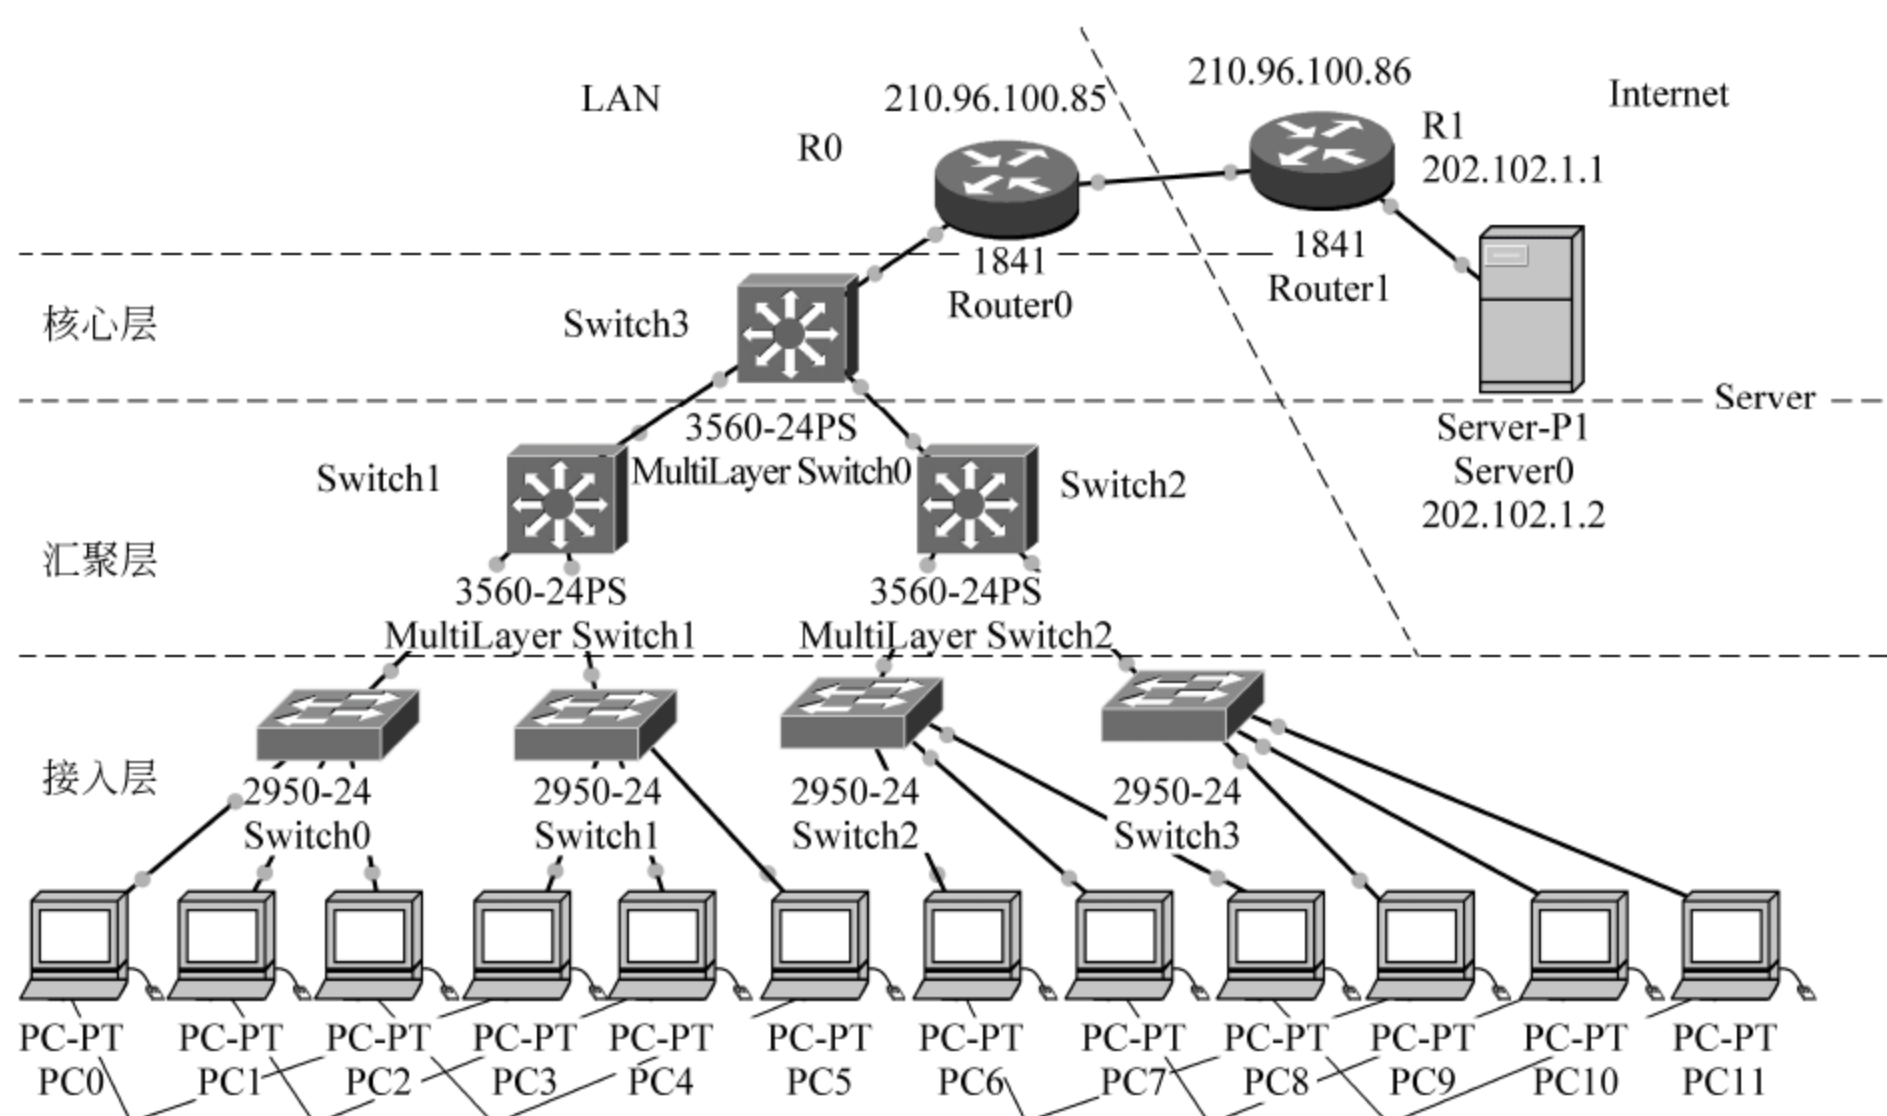 LAN
210.96.100.85
210.96.100.86
Internet
R0
R1
202.102.1.1
1841
Router0
1841
Router1
核心层
Switch3
3560-24PS
MultiLayer Switch0
Server
Server-P1
Server0
202.102.1.2
汇聚层
Switch1
Switch2
3560-24PS
MultiLayer Switch1
3560-24PS
MultiLayer Switch2
接入层
2950-24
Switch0
2950-24
Switch1
2950-24
Switch2
2950-24
Switch3
PC-PT PC-PT PC-PT PC-PT PC-PT PC-PT PC-PT PC-PT PC-PT PC-PT PC-PT PC-PT
PC0 PC1 PC2 PC3 PC4 PC5 PC6 PC7 PC8 PC9 PC10 PC11